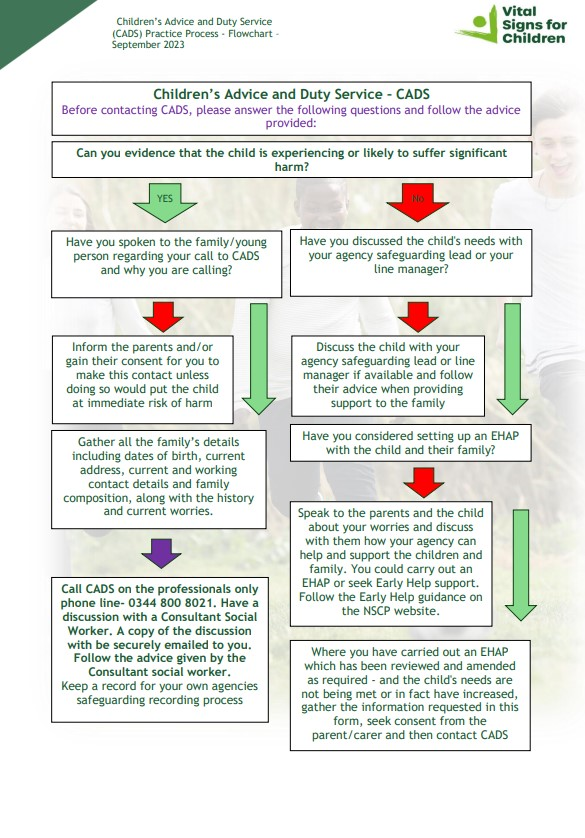 Children’s Advice and Duty Service
(CADS) Practice Process - Flowchart -
September 2023
Vital
Signs for
Children
Children’s Advice and Duty Service – CADS
Before contacting CADS, please answer the following questions and follow the advice
provided:
Can you evidence that the child is experiencing or likely to suffer significant
harm?
YES
No
Have you spoken to the family/young
person regarding your call to CADS
and why you are calling?
Have you discussed the child's needs with
your agency safeguarding lead or your
line manager?
Inform the parents and/or
gain their consent for you to
make this contact unless
doing so would put the child
at immediate risk of harm
Discuss the child with your
agency safeguarding lead or line
manager if available and follow
their advice when providing
support to the family
Gather all the family’s details
including dates of birth, current
address, current and working
contact details and family
composition, along with the history
and current worries.
Have you considered setting up an EHAP
with the child and their family?
Speak to the parents and the child
about your worries and discuss
with them how your agency can
help and support the children and
family. You could carry out an
EHAP or seek Early Help support.
Follow the Early Help guidance on
the NSCP website.
Call CADS on the professionals only
phone line- 0344 800 8021. Have a
discussion with a Consultant Social
Worker. A copy of the discussion
with be securely emailed to you.
Follow the advice given by the
Consultant social worker.
Keep a record for your own agencies
safeguarding recording process
Where you have carried out an EHAP
which has been reviewed and amended
as required - and the child's needs are
not being met or in fact have increased,
gather the information requested in this
form, seek consent from the
parent/carer and then contact CADS